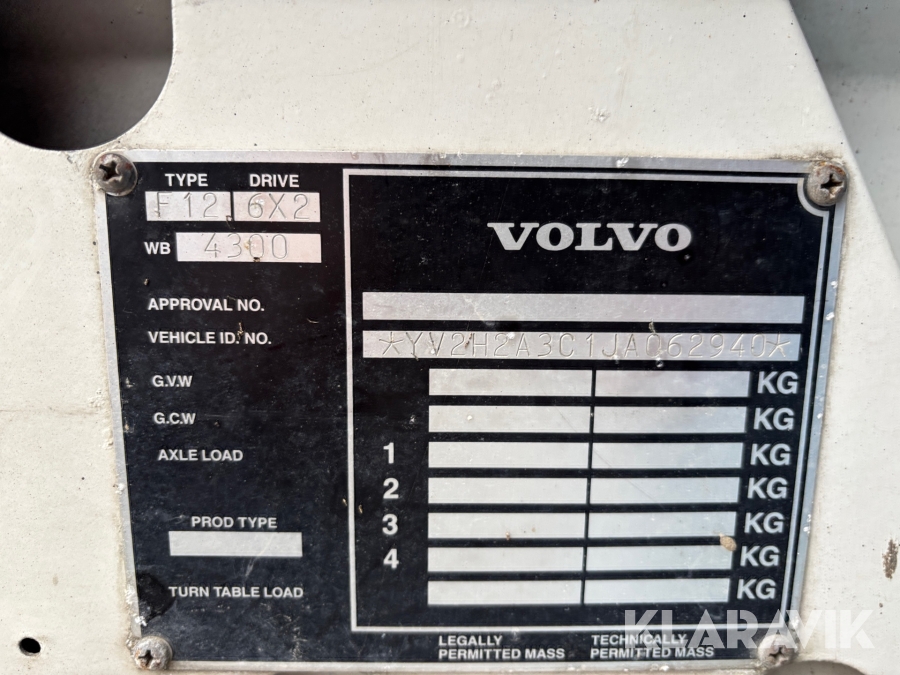 TYPE DRIVE
F12 6X2
WB 4300
VOLVO
APPROVAL NO.
VEHICLE ID. NO. *YV2H2A3C1JA062940*
G.V.W KG
G.C.W KG
AXLE LOAD 1 KG
2 KG
PROD TYPE 3 KG
4 KG
TURN TABLE LOAD KG
LEGALLY PERMITTED MASS
TECHNICALLY PERMITTED MASS
KLARAVIK